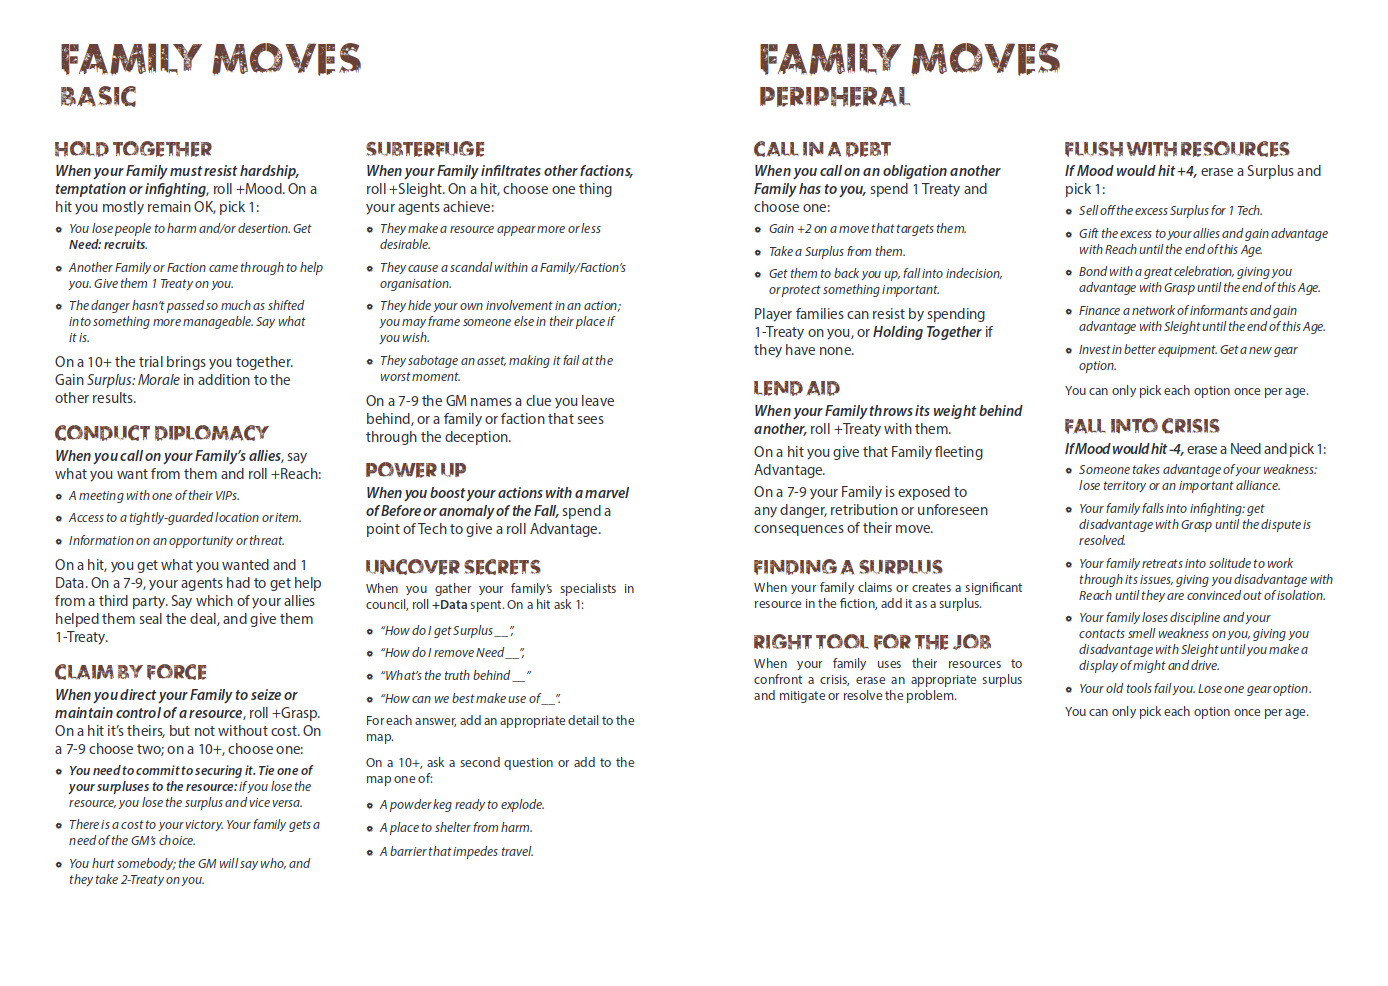 FAMILY MOVES
BASIC
HOLD TOGETHER
When your Family must resist hardship,
temptation or infighting, roll +Mood. On a
hit you mostly remain OK, pick 1:
You lose people to harm and/or desertion. Get
Need: recruits.
Another Family or Faction came through to help
you. Give them 1 Treaty on you.
The danger hasn't passed so much as shifted
into something more manageable. Say what
it is.
On a 10+ the trial brings you together.
Gain Surplus: Morale in addition to the
other results.
CONDUCT DIPLOMACY
When you call on your Family's allies, say
what you want from them and roll +Reach:
A meeting with one of their VIPs.
Access to a tightly-guarded location or item.
Information on an opportunity or threat.
On a hit, you get what you wanted and 1
Data. On a 7-9, your agents had to get help
from a third party. Say which of your allies
helped them seal the deal, and give them
1-Treaty.
CLAIM BY FORCE
When you direct your Family to seize or
maintain control of a resource, roll +Grasp.
On a hit it's theirs, but not without cost. On
a 7-9 choose two; on a 10+, choose one:
You need to commit to securing it. Tie one of
your surpluses to the resource: if you lose the
resource, you lose the surplus and vice versa.
There is a cost to your victory. Your family gets a
need of the GM's choice.
You hurt somebody; the GM will say who, and
they take 2-Treaty on you.
SUBTERFUGE
When your Family infiltrates other factions,
roll +Sleight. On a hit, choose one thing
your agents achieve:
They make a resource appear more or less
desirable.
They cause a scandal within a Family/Faction's
organisation.
They hide your own involvement in an action;
you may frame someone else in their place if
you wish.
They sabotage an asset, making it fail at the
worst moment.
On a 7-9 the GM names a clue you leave
behind, or a family or faction that sees
through the deception.
POWER UP
When you boost your actions with a marvel
of Before or anomaly of the Fall, spend a
point of Tech to give a roll Advantage.
UNCOVER SECRETS
When you gather your family's specialists in
council, roll +Data spent. On a hit ask 1:
"How do I get Surplus __",
"How do I remove Need __",
"What's the truth behind __"
"How can we best make use of __".
For each answer, add an appropriate detail to the
map.
On a 10+, ask a second question or add to the
map one of:
A powder keg ready to explode.
A place to shelter from harm.
A barrier that impedes travel.
FAMILY MOVES
PERIPHERAL
CALL IN A DEBT
When you call on an obligation another
Family has to you, spend 1 Treaty and
choose one:
Gain +2 on a move that targets them.
Take a Surplus from them.
Get them to back you up, fall into indecision,
or protect something important.
Player families can resist by spending
1-Treaty on you, or Holding Together if
they have none.
LEND AID
When your Family throws its weight behind
another, roll +Treaty with them.
On a hit you give that Family fleeting
Advantage.
On a 7-9 your Family is exposed to
any danger, retribution or unforeseen
consequences of their move.
FINDING A SURPLUS
When your family claims or creates a significant
resource in the fiction, add it as a surplus.
RIGHT TOOL FOR THE JOB
When your family uses their resources to
confront a crisis, erase an appropriate surplus
and mitigate or resolve the problem.
FLUSH WITH RESOURCES
If Mood would hit +4, erase a Surplus and
pick 1:
Sell off the excess Surplus for 1 Tech.
Gift the excess to your allies and gain advantage
with Reach until the end of this Age.
Bond with a great celebration, giving you
advantage with Grasp until the end of this Age.
Finance a network of informants and gain
advantage with Sleight until the end of this Age.
Invest in better equipment. Get a new gear
option.
You can only pick each option once per age.
FALL INTO CRISIS
If Mood would hit -4, erase a Need and pick 1:
Someone takes advantage of your weakness:
lose territory or an important alliance.
Your family falls into infighting: get
disadvantage with Grasp until the dispute is
resolved.
Your family retreats into solitude to work
through its issues, giving you disadvantage with
Reach until they are convinced out of isolation.
Your family loses discipline and your
contacts smell weakness on you, giving you
disadvantage with Sleight until you make a
display of might and drive.
Your old tools fail you. Lose one gear option.
You can only pick each option once per age.